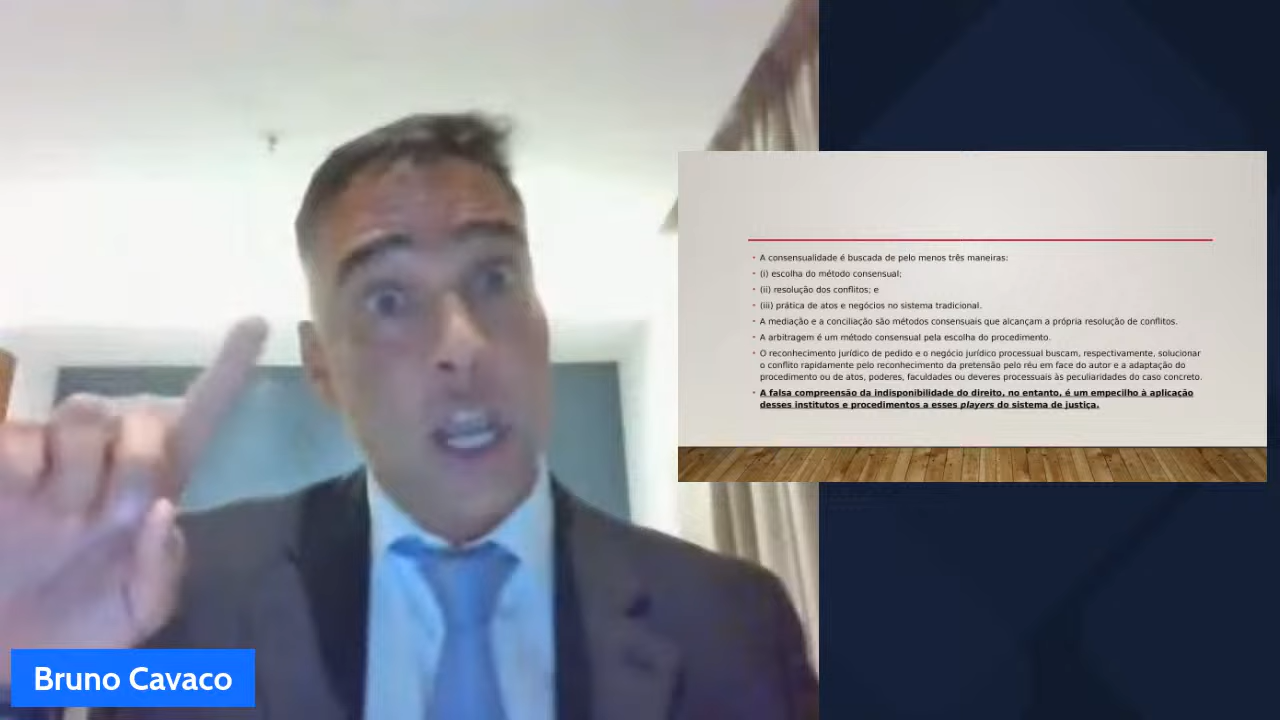 • A consensualidade é buscada de pelo menos três maneiras:
• (i) escolha do método consensual;
• (ii) resolução dos conflitos; e
• (iii) prática de atos e negócios no sistema tradicional.
• A mediação e a conciliação são métodos consensuais que alcançam a própria resolução de conflitos.
• A arbitragem é um método consensual pela escolha do procedimento.
• O reconhecimento jurídico de pedido e o negócio jurídico processual buscam, respectivamente, solucionar
o conflito rapidamente pelo reconhecimento da pretensão pelo réu em face do autor e a adaptação do
procedimento ou de atos, poderes, faculdades ou deveres processuais às peculiaridades do caso concreto.
• A falsa compreensão da indisponibilidade do direito, no entanto, é um empecilho à aplicação
desses institutos e procedimentos a esses players do sistema de justiça.
Bruno Cavaco